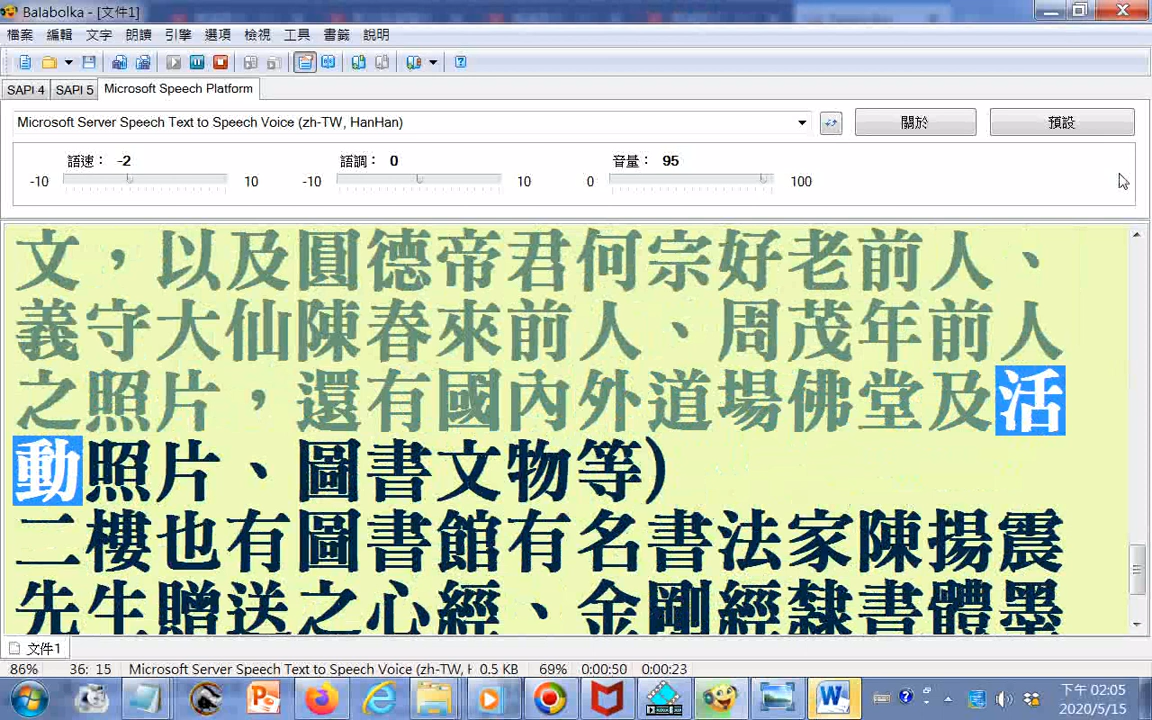 Balabolka - [文件1]
檔案 編輯 文字 朗讀 引擎 選項 檢視 工具 書籤 說明
SAPI 4 SAPI 5 Microsoft Speech Platform
Microsoft Server Speech Text to Speech Voice (zh-TW, HanHan) 關於 預設
語速： -2 語調： 0 音量： 95
-10 10 -10 10 0 100
文，以及圓德帝君何宗好老前人、
義守大仙陳春來前人、周茂年前人
之照片，還有國內外道場佛堂及活
動照片、圖書文物等)
二樓也有圖書館有名書法家陳揚震
先生贈送之心經、金剛經隸書體墨
文件1
86% 36: 15 Microsoft Server Speech Text to Speech Voice (zh-TW, H 0.5 KB 69% 0:00:50 0:00:23
下午 02:05
2020/5/15